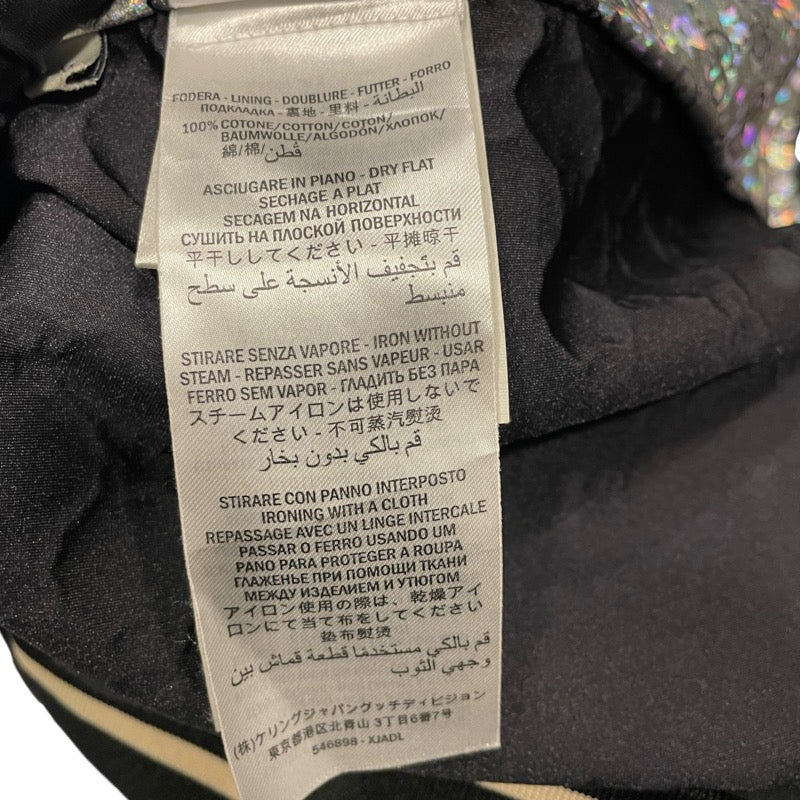 FODERA - LINING - DOUBLURE - FUTTER - FORRO
ПОДКЛАДКА - 裏地 - 里料 - البطانة
100% COTONE/COTTON/COTON/
BAUMWOLLE/ALGODÓN/ХЛОПОК/
綿/棉/قطن
ASCIUGARE IN PIANO - DRY FLAT
SECHAGE A PLAT
SECAGEM NA HORIZONTAL
СУШИТЬ НА ПЛОСКОЙ ПОВЕРХНОСТИ
平干ししてください - 平摊晾干
قم بتجفيف الأنسجة على سطح
منبسط
STIRARE SENZA VAPORE - IRON WITHOUT
STEAM - REPASSER SANS VAPEUR - USAR
FERRO SEM VAPOR - ГЛАДИТЬ БЕЗ ПАРА
スチームアイロンは使用しないで
ください - 不可蒸汽熨烫
قم بالكي بدون بخار
STIRARE CON PANNO INTERPOSTO
IRONING WITH A CLOTH
REPASSAGE AVEC UN LINGE INTERCALE
PASSAR O FERRO USANDO UM
PANO PARA PROTEGER A ROUPA
ГЛАЖЕНЬЕ ПРИ ПОМОЩИ ТКАНИ
МЕЖДУ ИЗДЕЛИЕМ И УТЮГОМ
アイロン使用の際は、乾燥アイ
ロンにて当て布をしてください
垫布熨烫
قم بالكي مستخدمًا قطعة قماش بين
وجهي الثوب
(株)ケリングジャパングッチディビジョン
東京都港区北青山 3丁目6番7号
546898 - XJADL